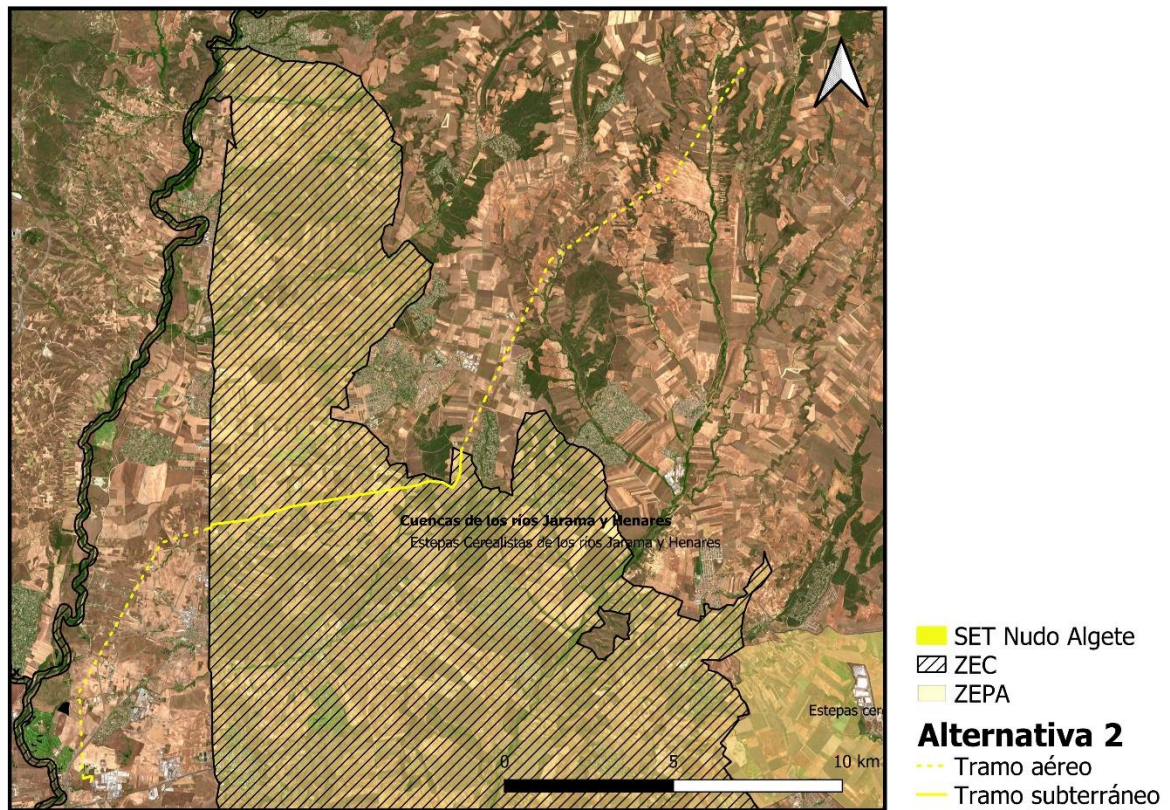 Cuencas de los ríos Jarama y Henares
Estepas Cerealistas de los ríos Jarama y Henares
Estepas cer
0 5 10 km
SET Nudo Algete
ZEC
ZEPA
Alternativa 2
Tramo aéreo
Tramo subterráneo